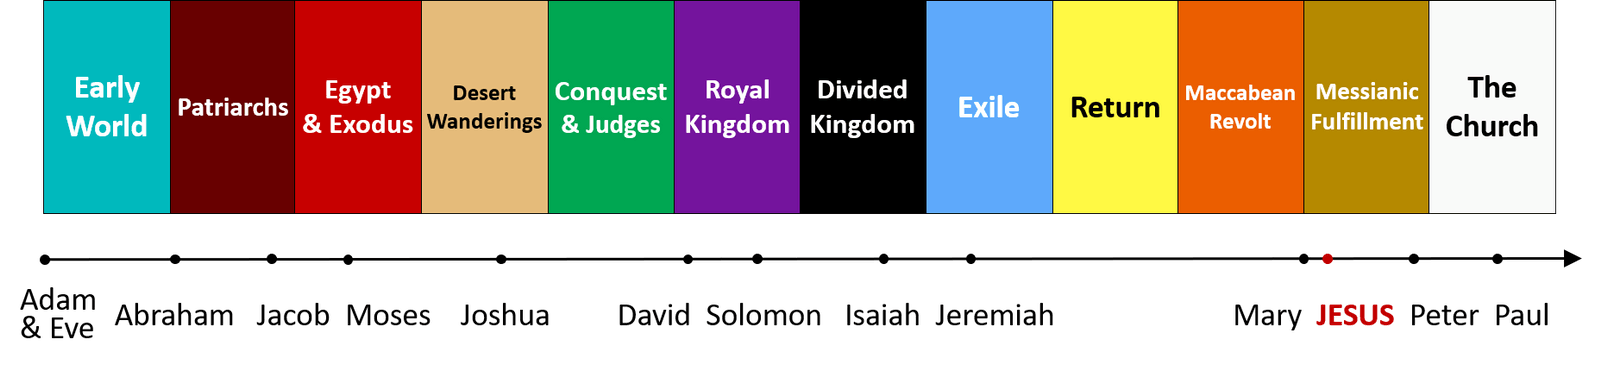 Early
World
Patriarchs
Egypt
& Exodus
Desert
Wanderings
Conquest
& Judges
Royal
Kingdom
Divided
Kingdom
Exile
Return
Maccabean
Revolt
Messianic
Fulfillment
The
Church
Adam
& Eve
Abraham
Jacob
Moses
Joshua
David
Solomon
Isaiah
Jeremiah
Mary
JESUS
Peter
Paul